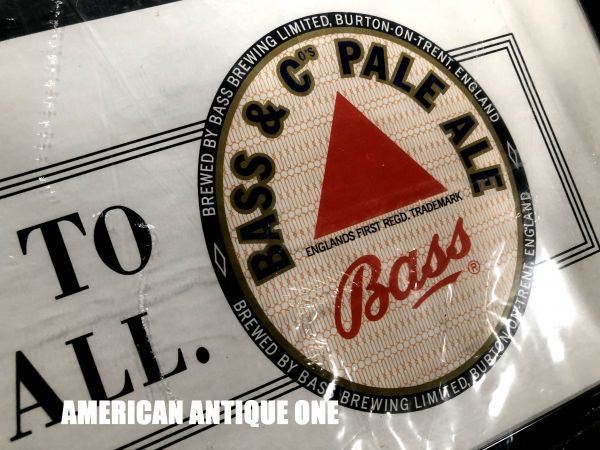 BREWED BY BASS BREWING LIMITED, BURTON-ON-TRENT, ENGLAND
BASS & Co's PALE ALE
ENGLANDS FIRST REGD. TRADEMARK
Bass ®
BREWED BY BASS BREWING LIMITED, BURTON-ON-TRENT, ENGLAND
TO
ALL.
AMERICAN ANTIQUE ONE